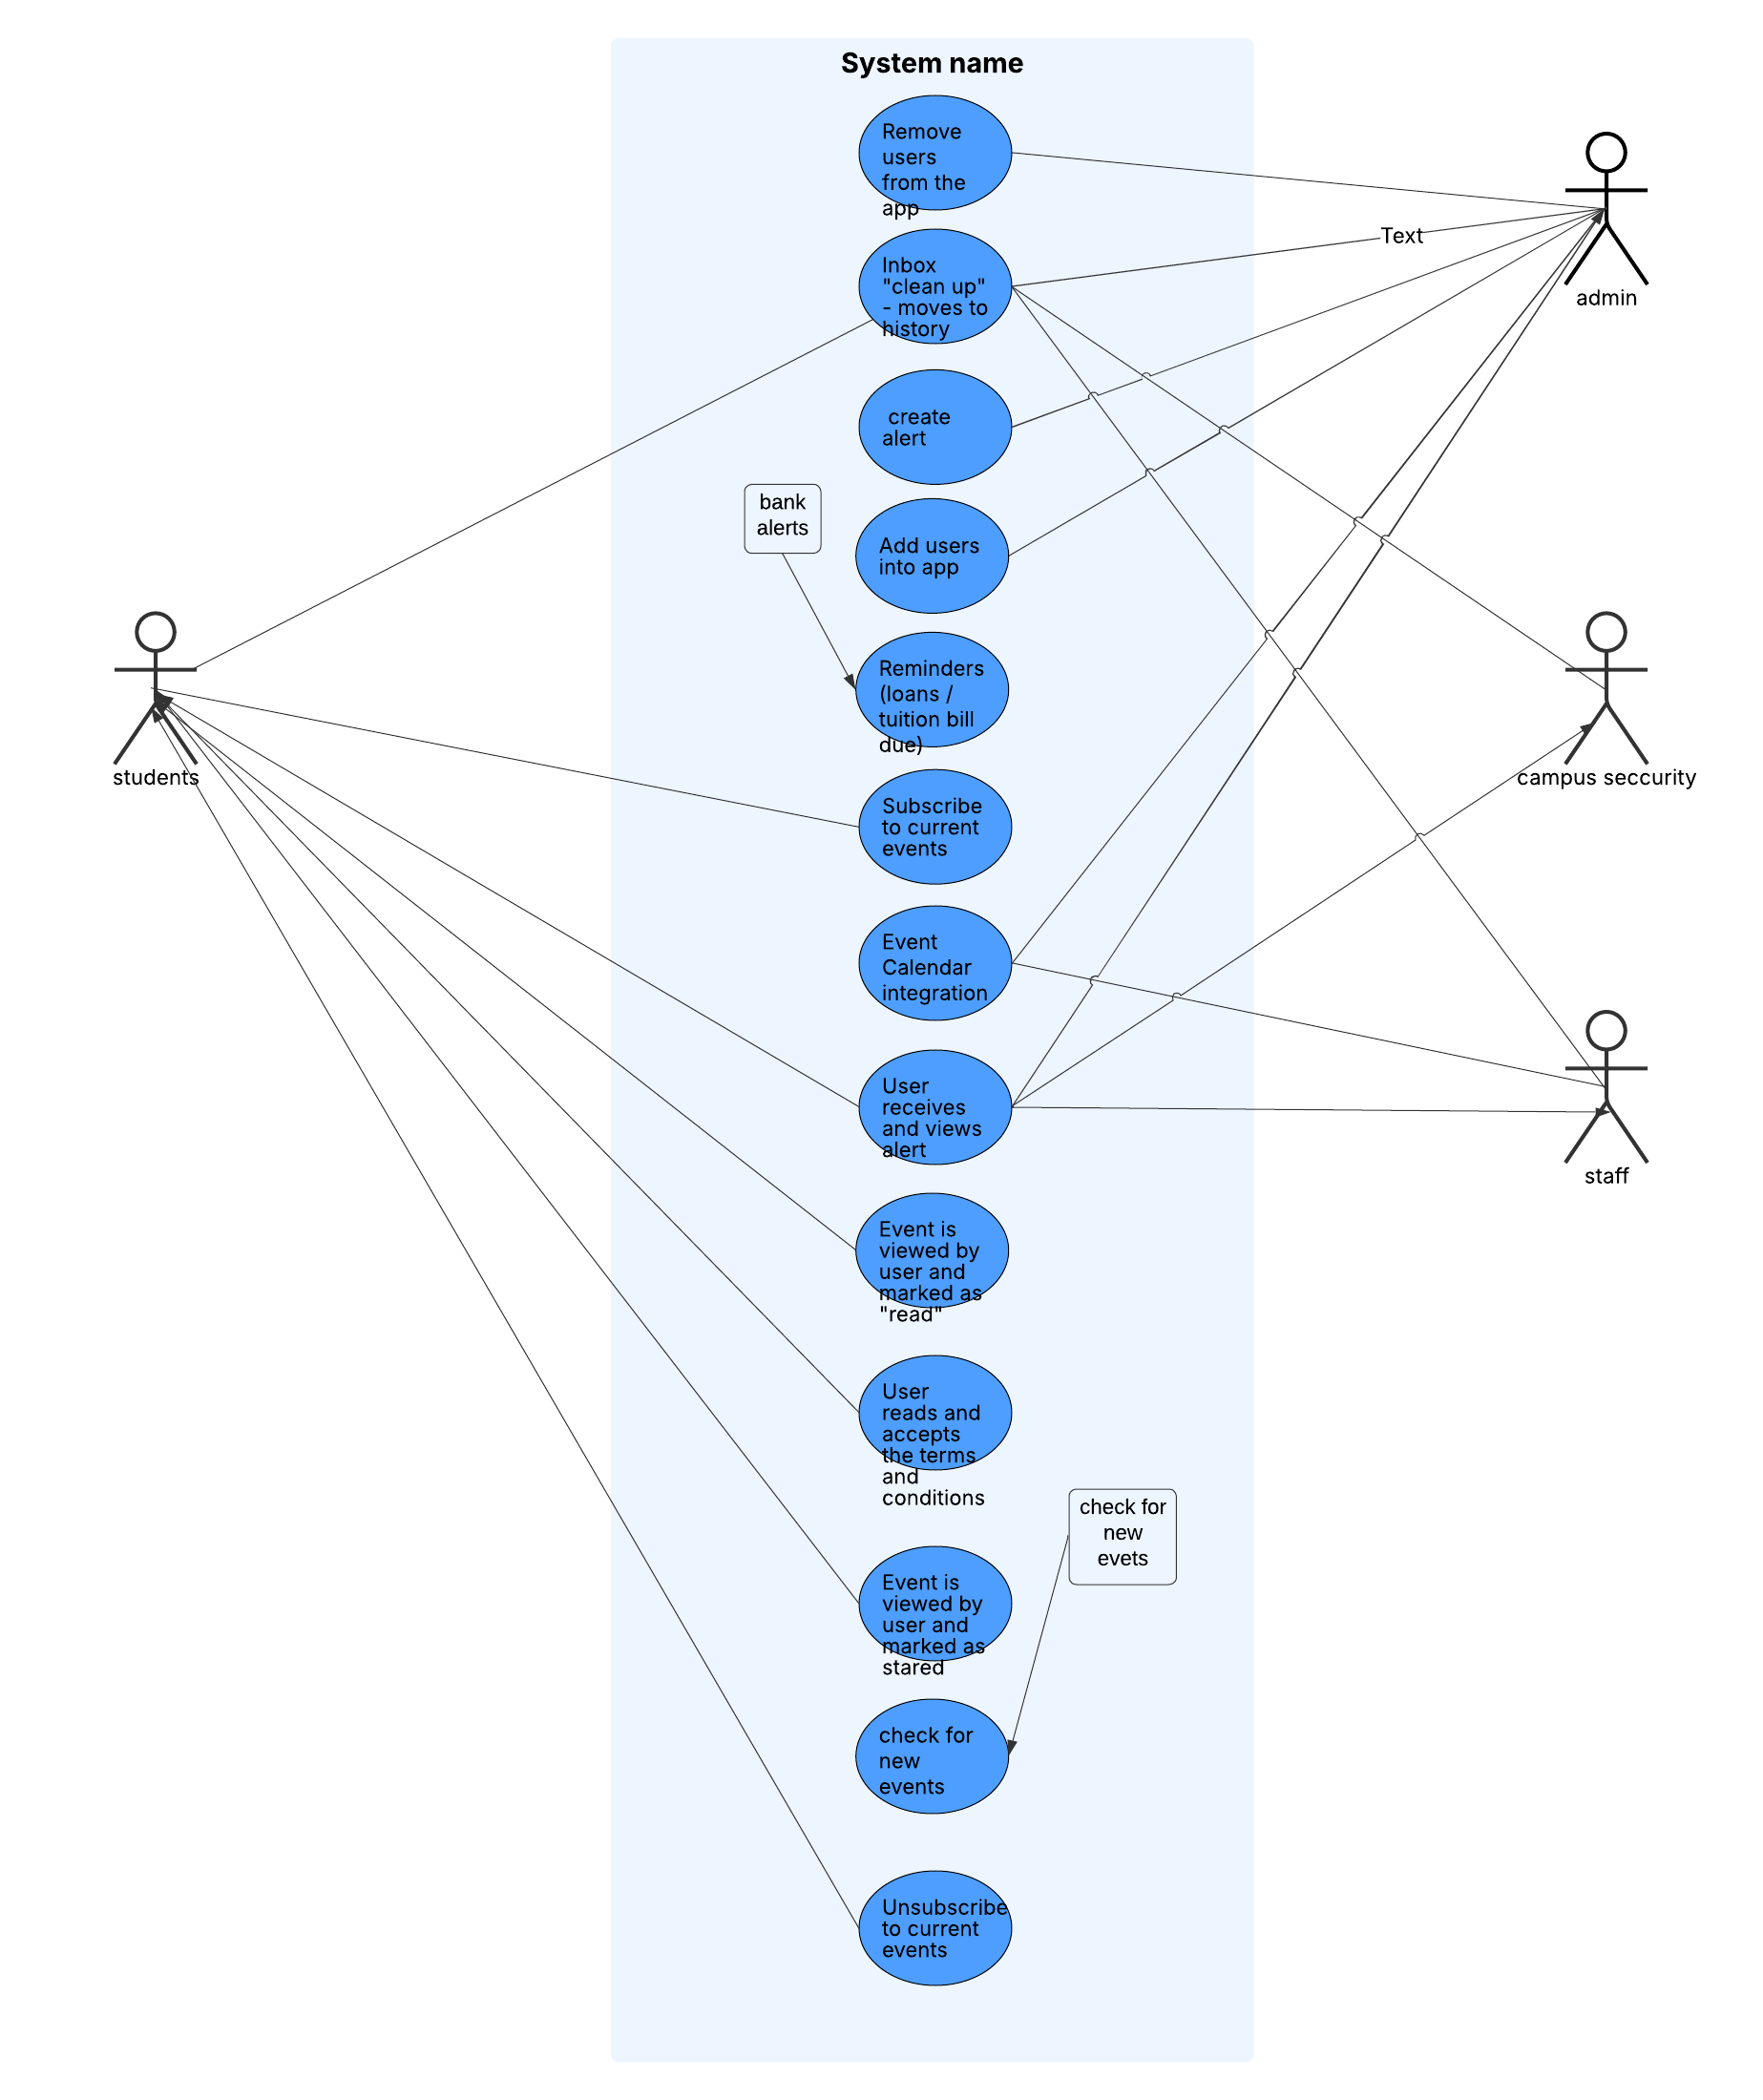 System name
Remove
users
from the
app
Text
admin
Inbox
"clean up"
- moves to
history
create
alert
bank
alerts
Add users
into app
Reminders
(loans /
tuition bill
due)
students
campus seccurity
Subscribe
to current
events
Event
Calendar
integration
User
receives
and views
alert
staff
Event is
viewed by
user and
marked as
"read"
User
reads and
accepts
the terms
and
conditions
check for
new
evets
Event is
viewed by
user and
marked as
stared
check for
new
events
Unsubscribe
to current
events